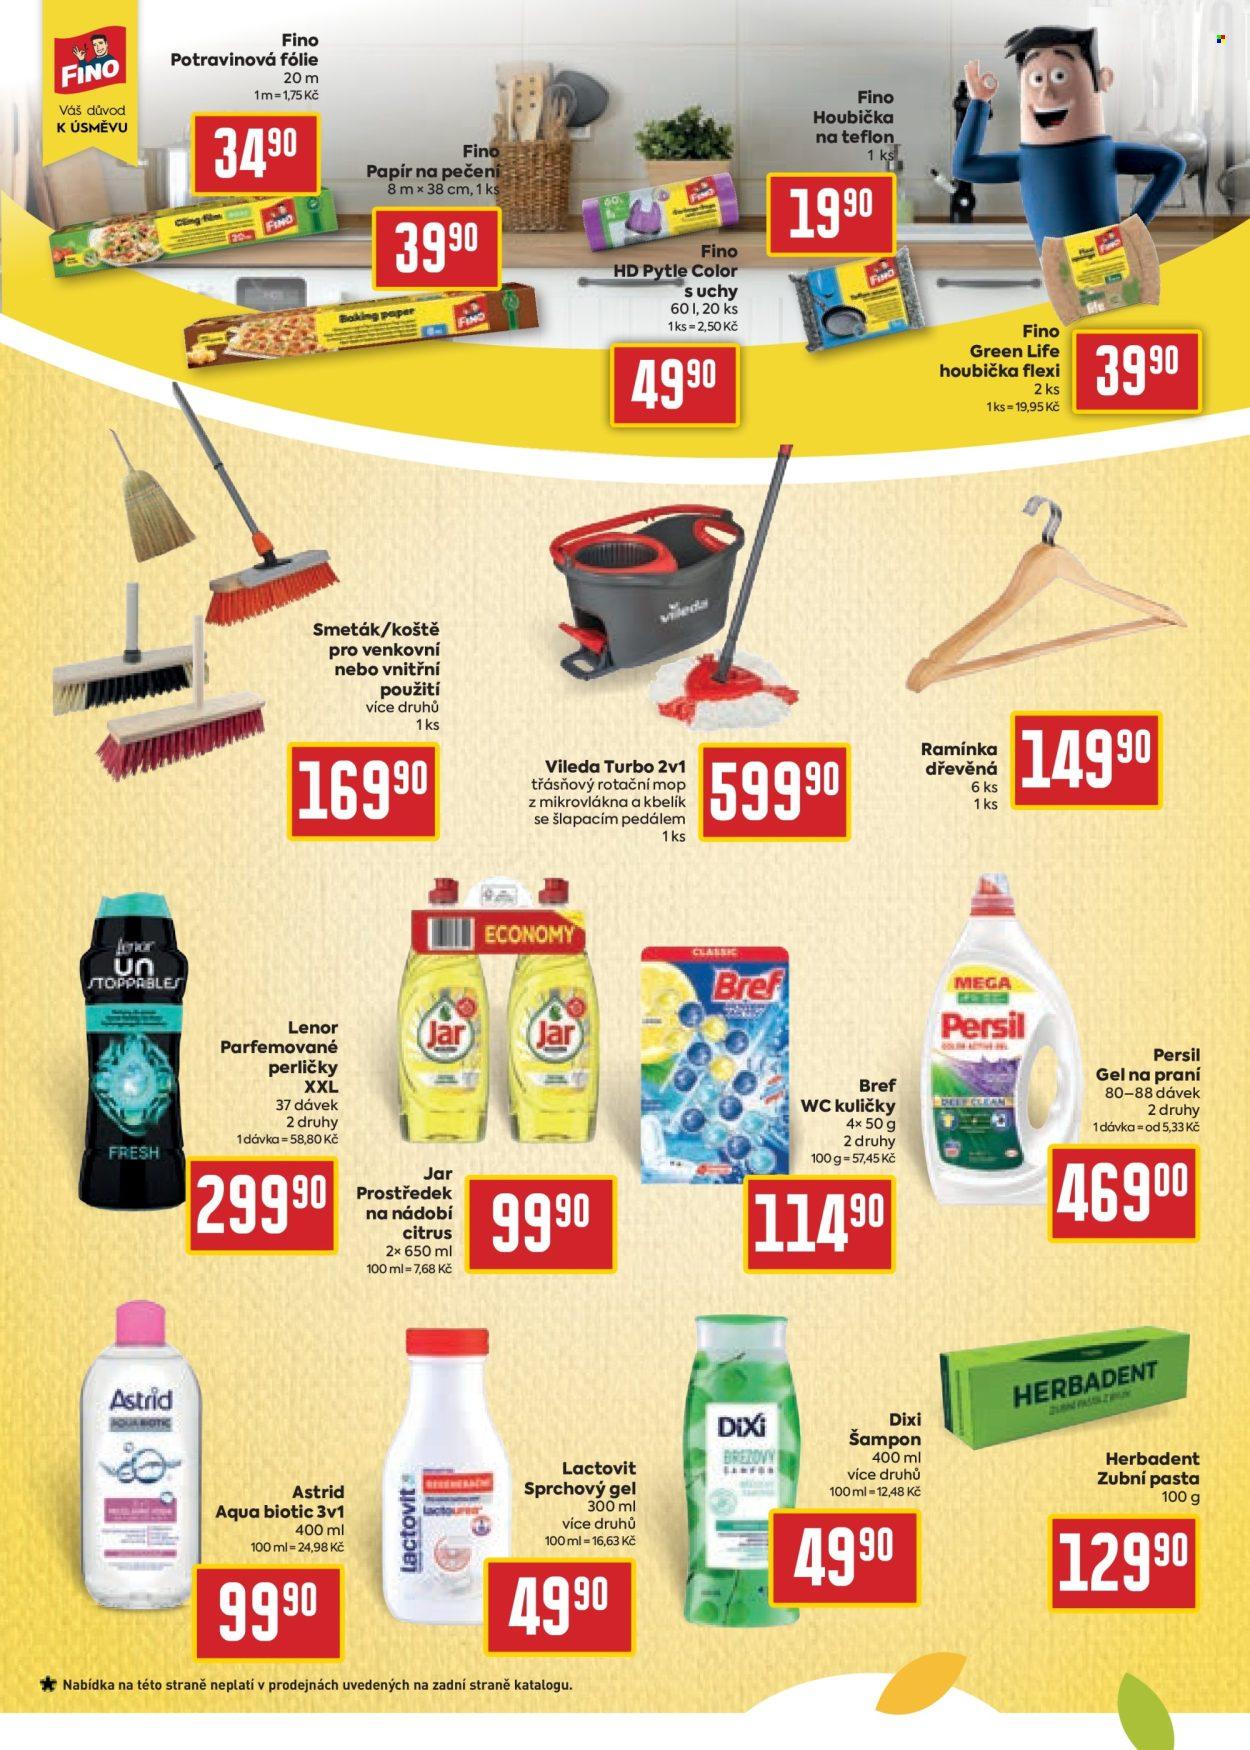 FINO
Váš důvod
K ÚSMĚVU
Fino
Potravinová fólie
20 m
1 m = 1,75 Kč
34 90
Cling film
FINO
Fino
Papír na pečení
8 m × 38 cm, 1 ks
39 90
Baking paper
FINO
Fino
HD Pytle Color
s uchy
60 l, 20 ks
1 ks = 2,50 Kč
49 90
Fino
Houbička
na teflon
1 ks
19 90
FINO
Fino
Green Life
houbička flexi
2 ks
1 ks = 19,95 Kč
39 90
Smeták/koště
pro venkovní
nebo vnitřní
použití
více druhů
1 ks
169 90
vileda
Vileda Turbo 2v1
třásňový rotační mop
z mikrovlákna a kbelík
se šlapacím pedálem
1 ks
599 90
Ramínka
dřevěná
6 ks
1 ks
149 90
Lenor
UN
STOPPABLES
FRESH
Lenor
Parfemované
perličky
XXL
37 dávek
2 druhy
1 dávka = 58,80 Kč
299 90
ECONOMY
Jar
Jar
Jar
Prostředek
na nádobí
citrus
2× 650 ml
100 ml = 7,68 Kč
99 90
CLASSIC
Bref
Bref
WC kuličky
4× 50 g
2 druhy
100 g = 57,45 Kč
114 90
MEGA
Persil
COLOR ACTIVE GEL
DEEP CLEAN
Persil
Gel na praní
80–88 dávek
2 druhy
1 dávka = od 5,33 Kč
469 00
Astrid
AQUA BIOTIC
Astrid
Aqua biotic 3v1
400 ml
100 ml = 24,98 Kč
99 90
REGENERAČNÍ
Lactovit
Lactourea
Lactovit
Sprchový gel
300 ml
více druhů
100 ml = 16,63 Kč
49 90
DIXI
BŘEZOVÝ
ŠAMPON
Dixi
Šampon
400 ml
více druhů
100 ml = 12,48 Kč
49 90
HERBADENT
Herbadent
Zubní pasta
100 g
129 90
Nabídka na této straně neplatí v prodejnách uvedených na zadní straně katalogu.